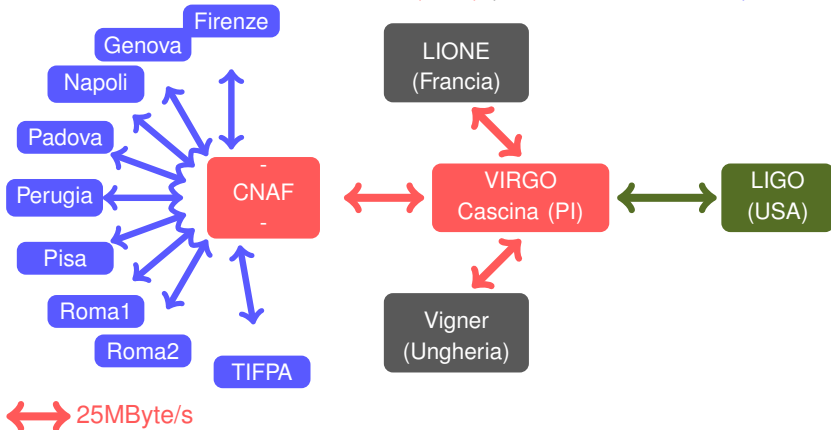 Firenze
Genova
Napoli
Padova
Perugia
Pisa
Roma1
Roma2
TIFPA
-
CNAF
-
LIONE
(Francia)
VIRGO
Cascina (PI)
Vigner
(Ungheria)
LIGO
(USA)
25MByte/s